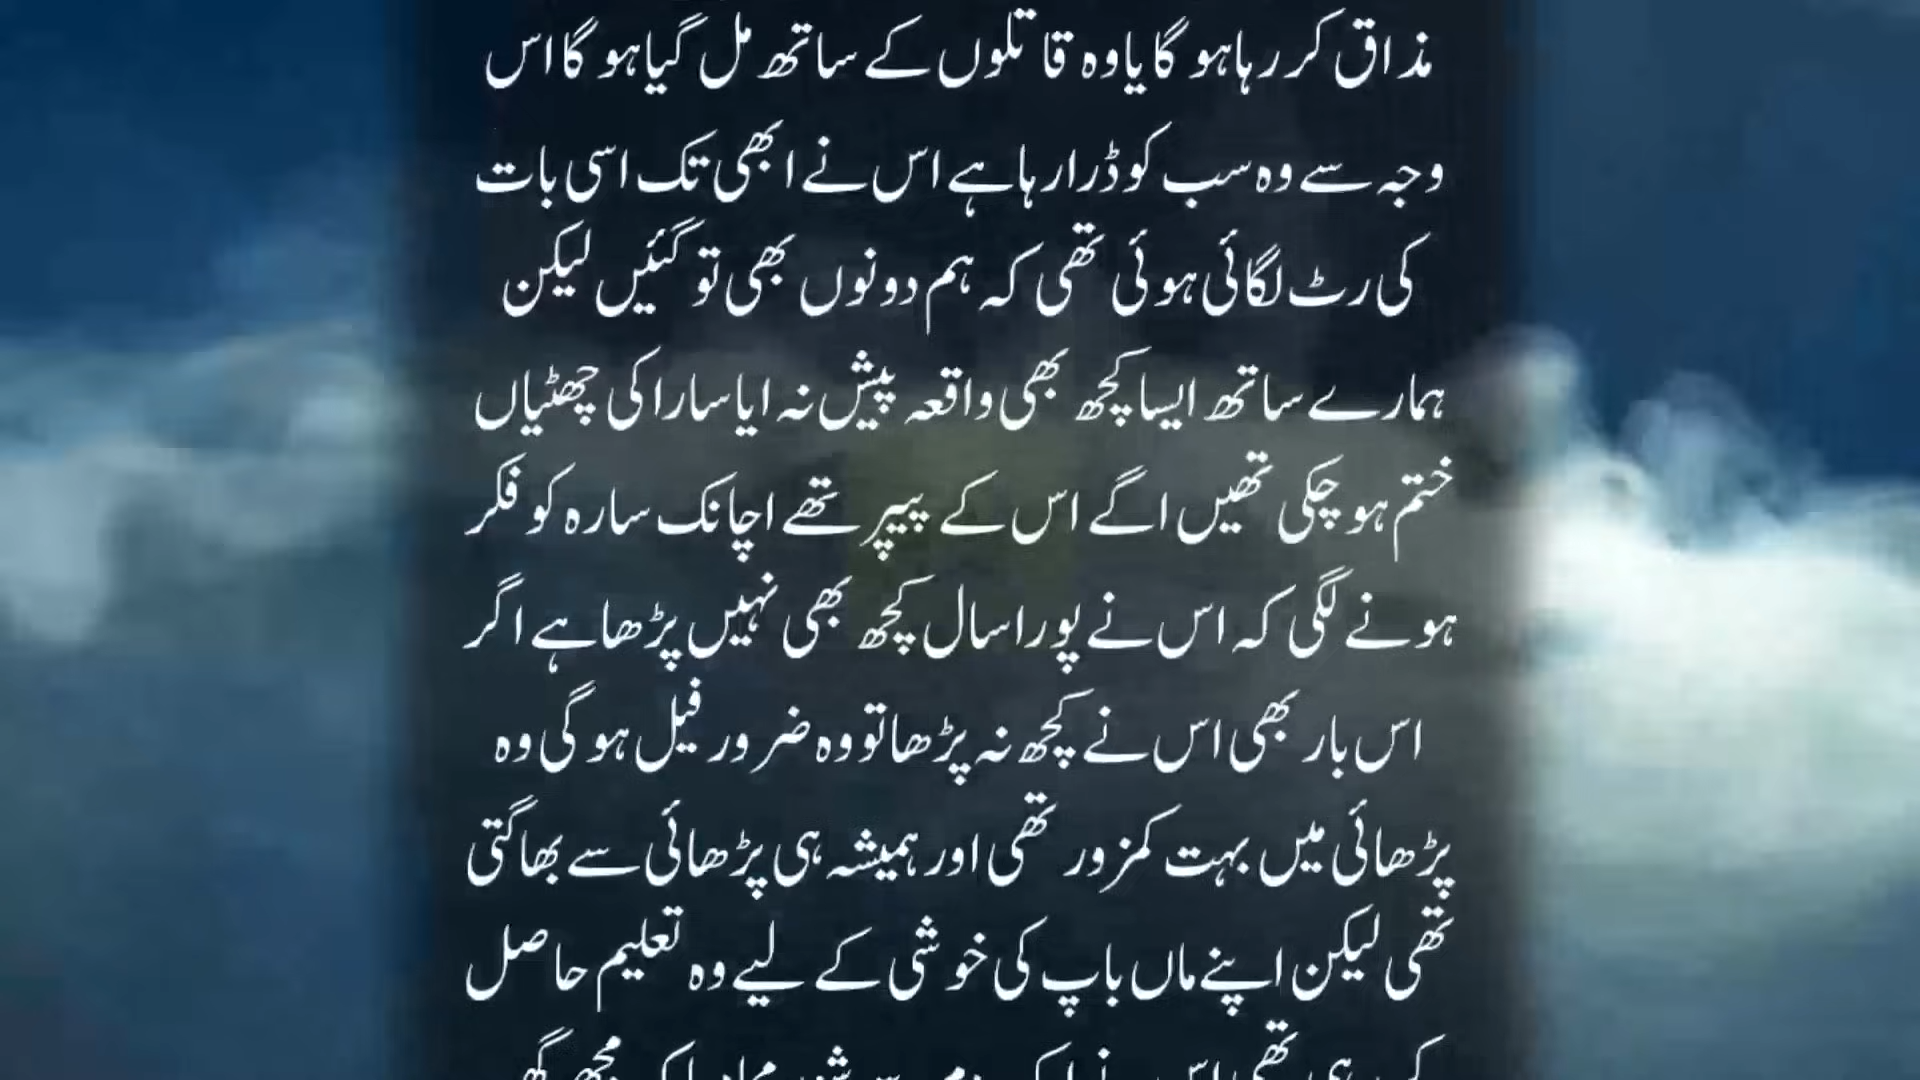 مذاق کر رہا ہو گا یا وہ قاتلوں کے ساتھ مل گیا ہو گا اس
وجہ سے وہ سب کو ڈرا رہا ہے اس نے ابھی تک اسی بات
کی رٹ لگائی ہوئی تھی کہ ہم دونوں بھی تو گئیں لیکن
ہمارے ساتھ ایسا کچھ بھی واقعہ پیش نہ ایا سارا کی چھٹیاں
ختم ہو چکی تھیں اگے اس کے پیپر تھے اچانک سارہ کو فکر
ہونے لگی کہ اس نے پورا سال کچھ بھی نہیں پڑھا ہے اگر
اس بار بھی اس نے کچھ نہ پڑھا تو وہ ضرور فیل ہو گی وہ
پڑھائی میں بہت کمزور تھی اور ہمیشہ ہی پڑھائی سے بھاگتی
تھی لیکن اپنے ماں باپ کی خوشی کے لیے وہ تعلیم حاصل